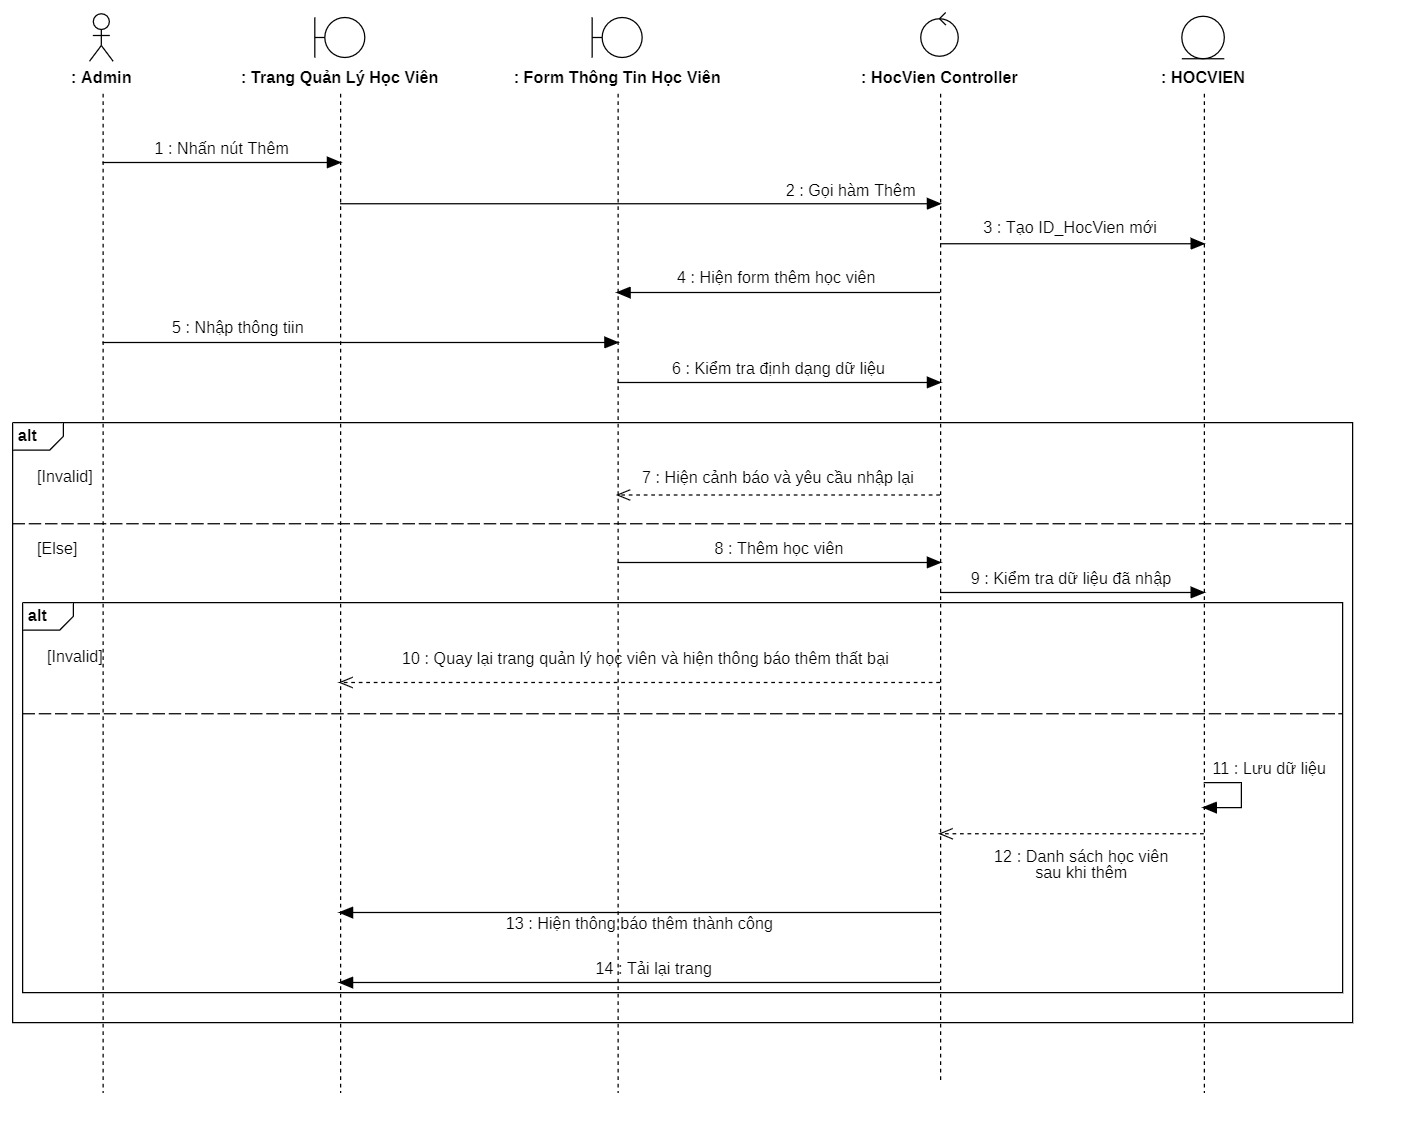 : Admin
: Trang Quản Lý Học Viên
: Form Thông Tin Học Viên
: HocVien Controller
: HOCVIEN
1 : Nhấn nút Thêm
2 : Gọi hàm Thêm
3 : Tạo ID_HocVien mới
4 : Hiện form thêm học viên
5 : Nhập thông tiin
6 : Kiểm tra định dạng dữ liệu
alt
[Invalid]
7 : Hiện cảnh báo và yêu cầu nhập lại
[Else]
8 : Thêm học viên
9 : Kiểm tra dữ liệu đã nhập
alt
[Invalid]
10 : Quay lại trang quản lý học viên và hiện thông báo thêm thất bại
11 : Lưu dữ liệu
12 : Danh sách học viên
sau khi thêm
13 : Hiện thông báo thêm thành công
14 : Tải lại trang